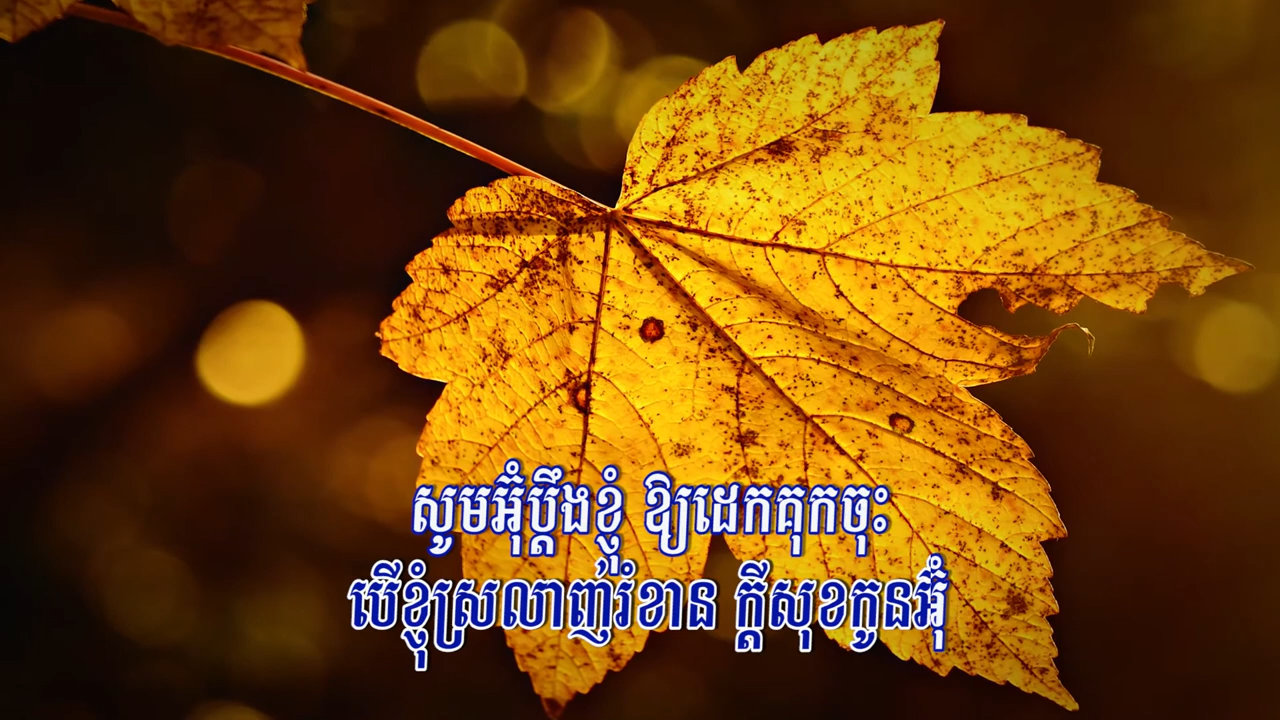 សូមអ៊ុំប្ដឹងខ្ញុំ ឱ្យដេកគុកចុះ
បើខ្ញុំស្រលាញ់រំខាន ក្ដីសុខកូនអ៊ុំ